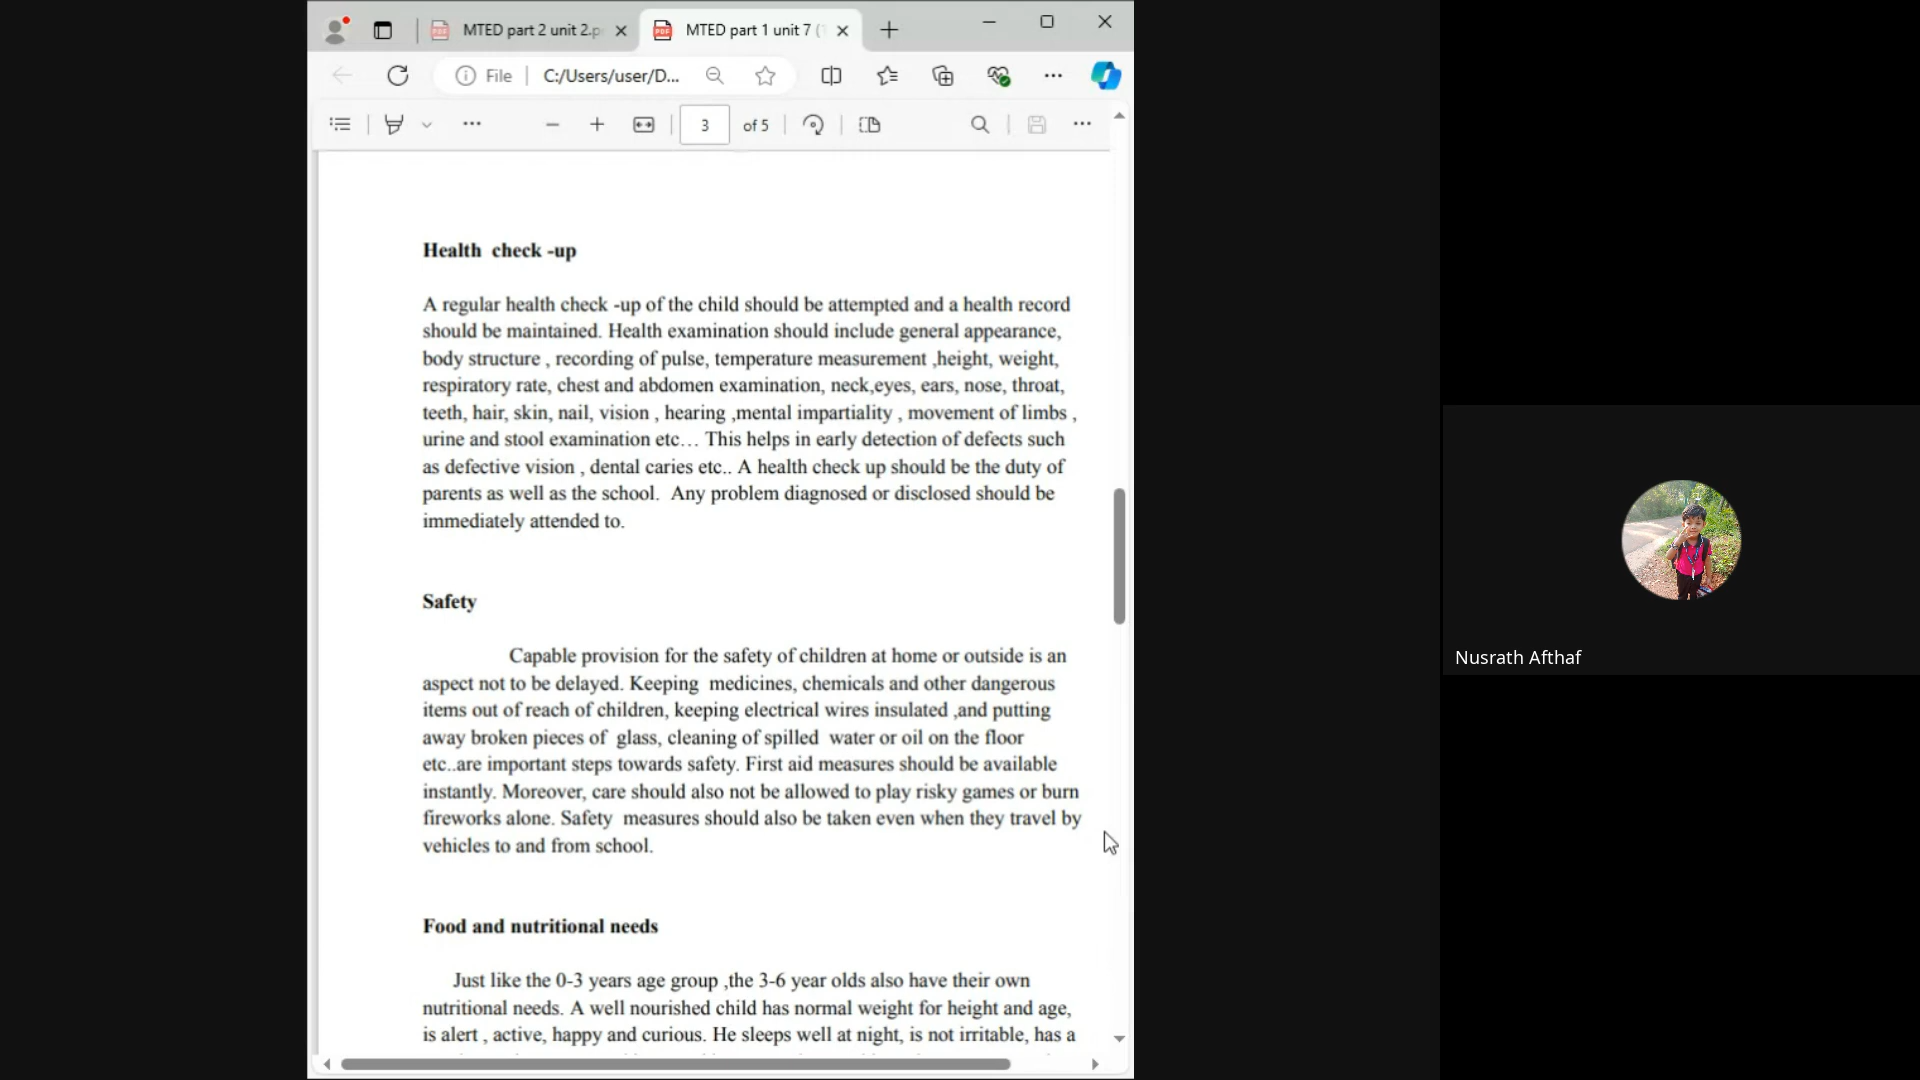 MTED part 2 unit 2.p
MTED part 1 unit 7 (
File
C:/Users/user/D...
3
of 5
Health check -up
A regular health check -up of the child should be attempted and a health record
should be maintained. Health examination should include general appearance,
body structure , recording of pulse, temperature measurement ,height, weight,
respiratory rate, chest and abdomen examination, neck,eyes, ears, nose, throat,
teeth, hair, skin, nail, vision , hearing ,mental impartiality , movement of limbs ,
urine and stool examination etc… This helps in early detection of defects such
as defective vision , dental caries etc.. A health check up should be the duty of
parents as well as the school. Any problem diagnosed or disclosed should be
immediately attended to.
Safety
Capable provision for the safety of children at home or outside is an
aspect not to be delayed. Keeping medicines, chemicals and other dangerous
items out of reach of children, keeping electrical wires insulated ,and putting
away broken pieces of glass, cleaning of spilled water or oil on the floor
etc..are important steps towards safety. First aid measures should be available
instantly. Moreover, care should also not be allowed to play risky games or burn
fireworks alone. Safety measures should also be taken even when they travel by
vehicles to and from school.
Food and nutritional needs
Just like the 0-3 years age group ,the 3-6 year olds also have their own
nutritional needs. A well nourished child has normal weight for height and age,
is alert , active, happy and curious. He sleeps well at night, is not irritable, has a
Nusrath Afthaf